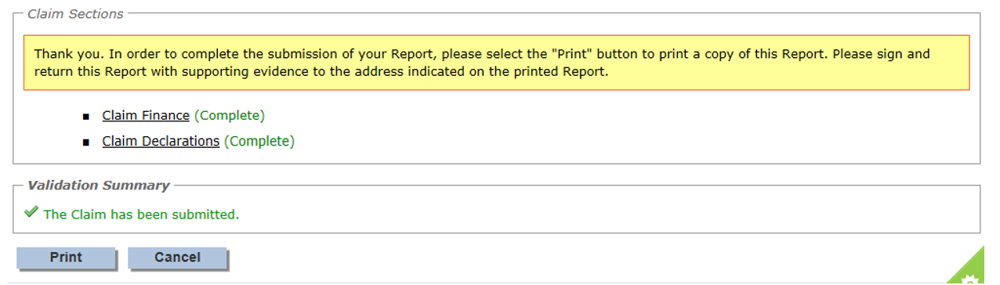 Claim Sections
Thank you. In order to complete the submission of your Report, please select the "Print" button to print a copy of this Report. Please sign and
return this Report with supporting evidence to the address indicated on the printed Report.
Claim Finance (Complete)
Claim Declarations (Complete)
Validation Summary
The Claim has been submitted.
Print Cancel